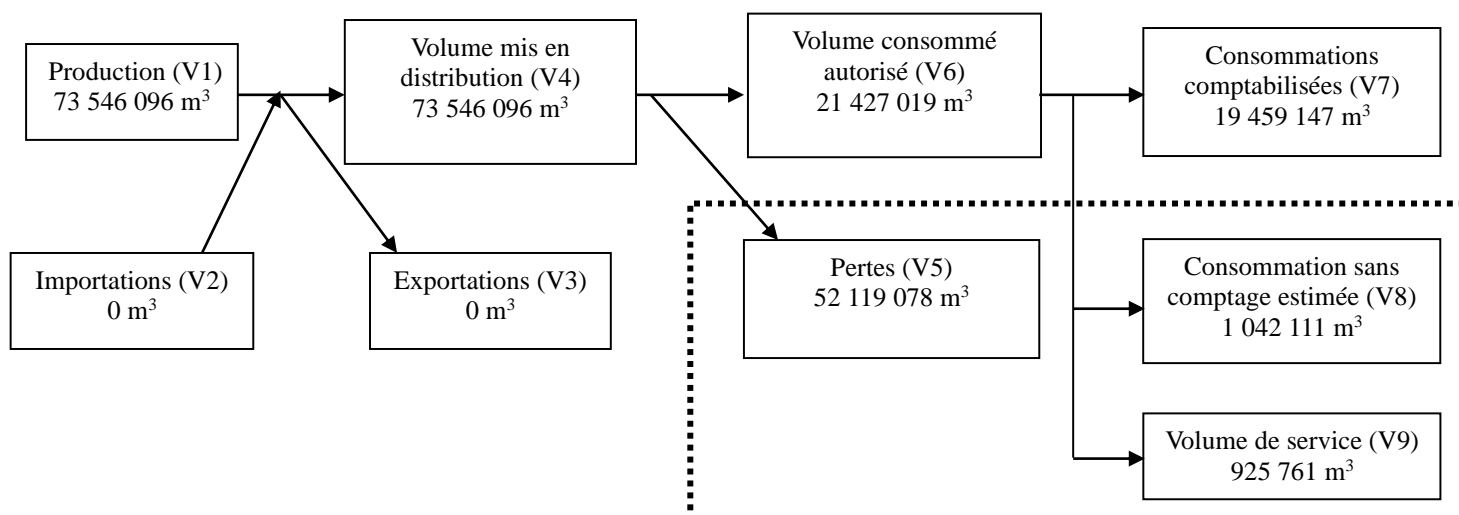 Production (V1)
73 546 096 m³
Volume mis en
distribution (V4)
73 546 096 m³
Volume consommé
autorisé (V6)
21 427 019 m³
Consommations
comptabilisées (V7)
19 459 147 m³
Importations (V2)
0 m³
Exportations (V3)
0 m³
Pertes (V5)
52 119 078 m³
Consommation sans
comptage estimée (V8)
1 042 111 m³
Volume de service (V9)
925 761 m³